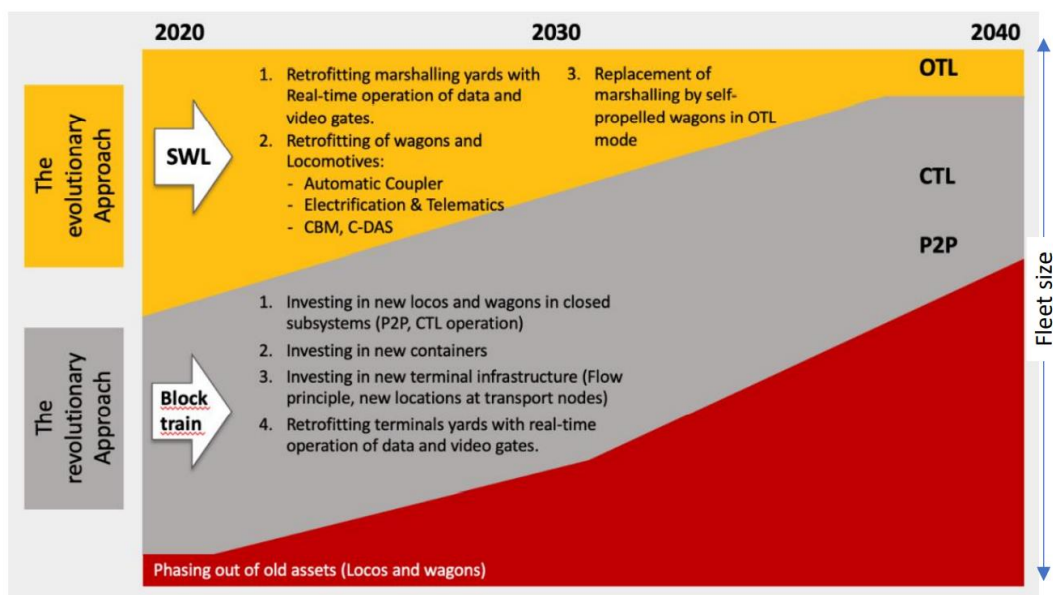 2020
2030
2040
The
evolutionary
Approach
SWL
1. Retrofitting marshalling yards with
Real-time operation of data and
video gates.
2. Retrofitting of wagons and
Locomotives:
- Automatic Coupler
- Electrification & Telematics
- CBM, C-DAS
3. Replacement of
marshalling by self-
propelled wagons in OTL
mode
OTL
CTL
P2P
The
revolutionary
Approach
Block
train
1. Investing in new locos and wagons in closed
subsystems (P2P, CTL operation)
2. Investing in new containers
3. Investing in new terminal infrastructure (Flow
principle, new locations at transport nodes)
4. Retrofitting terminals yards with real-time
operation of data and video gates.
Phasing out of old assets (Locos and wagons)
Fleet size